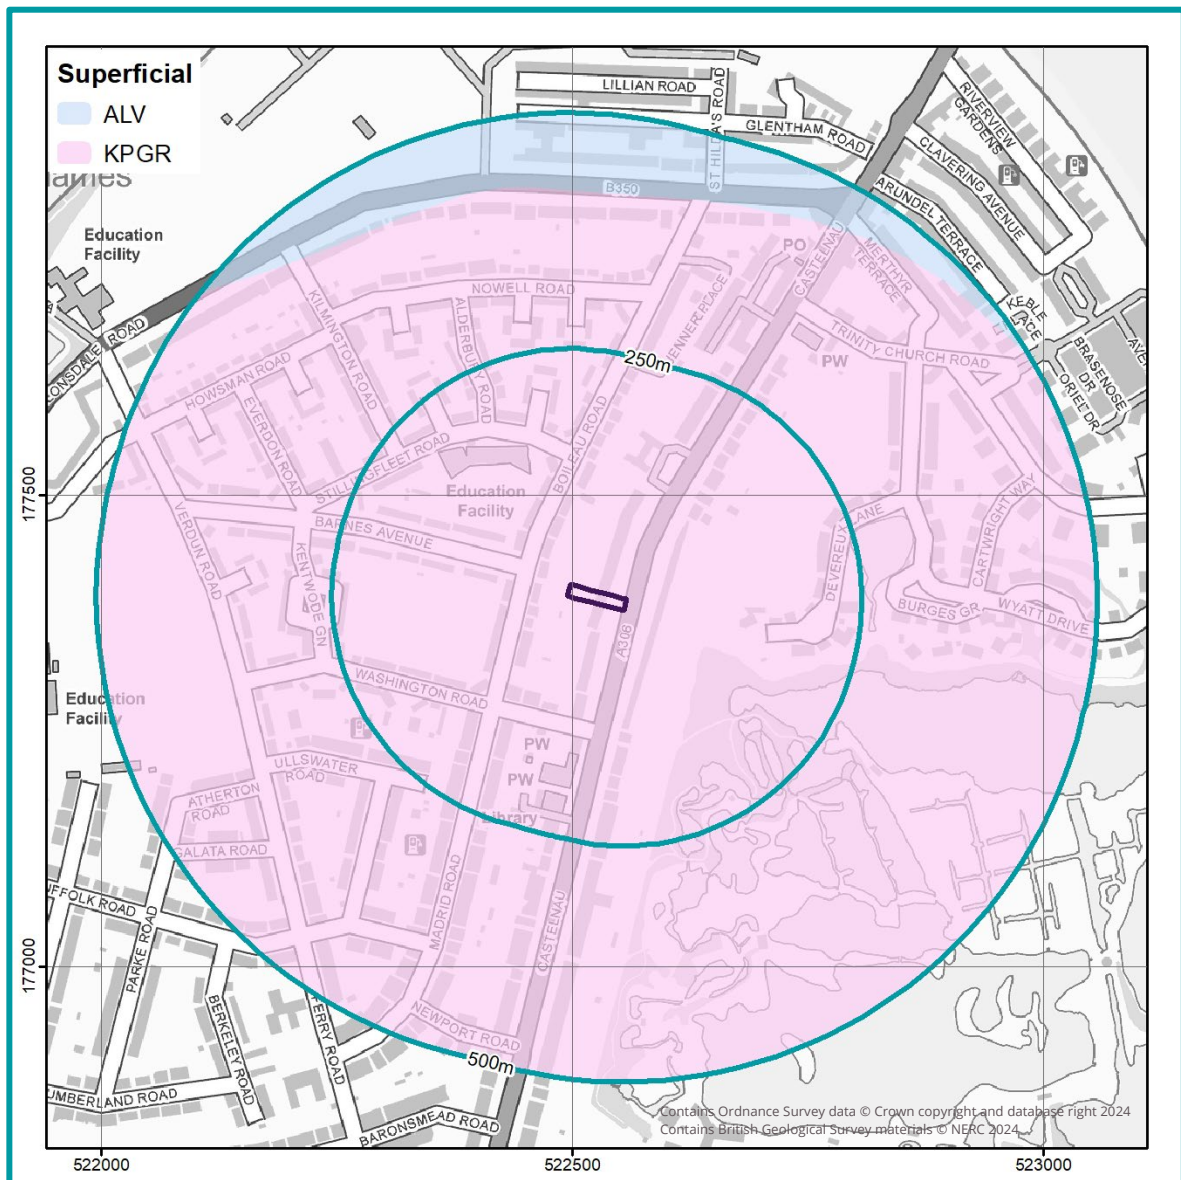 Superficial
ALV
KPGR
LILLIAN ROAD
ST HILDA'S ROAD
GLENTHAM ROAD
RIVERVIEW
GARDENS
CLAVERING AVENUE
ARUNDEL TERRACE
B350
Education
Facility
PO
CASTELNAU
MERTHYR
TERRACE
KEBLE
PLACE
NOWELL ROAD
KILMINGTON ROAD
ALDERBURY ROAD
LONSDALE ROAD
TRINITY CHURCH ROAD
PW
BRASENOSE
DR
ORIEL DR
250m
HOWSMAN ROAD
EVERDON ROAD
STILLINGFLEET ROAD
BOILEAU ROAD
Education
Facility
177500
VERDUN ROAD
BARNES AVENUE
KENTWODE GN
DEVEREUX LANE
CARTWRIGHT WAY
BURGES GR
WYATT DRIVE
A306
Education
Facility
WASHINGTON ROAD
PW
PW
Library
ULLSWATER
ROAD
ATHERTON
ROAD
GALATA ROAD
MADRID ROAD
CASTELNAU
PARKE ROAD
177000
BERKELEY ROAD
FERRY ROAD
NEWPORT ROAD
500m
BARONSMEAD ROAD
Contains Ordnance Survey data © Crown copyright and database right 2024
Contains British Geological Survey materials © NERC 2024
522000
522500
523000